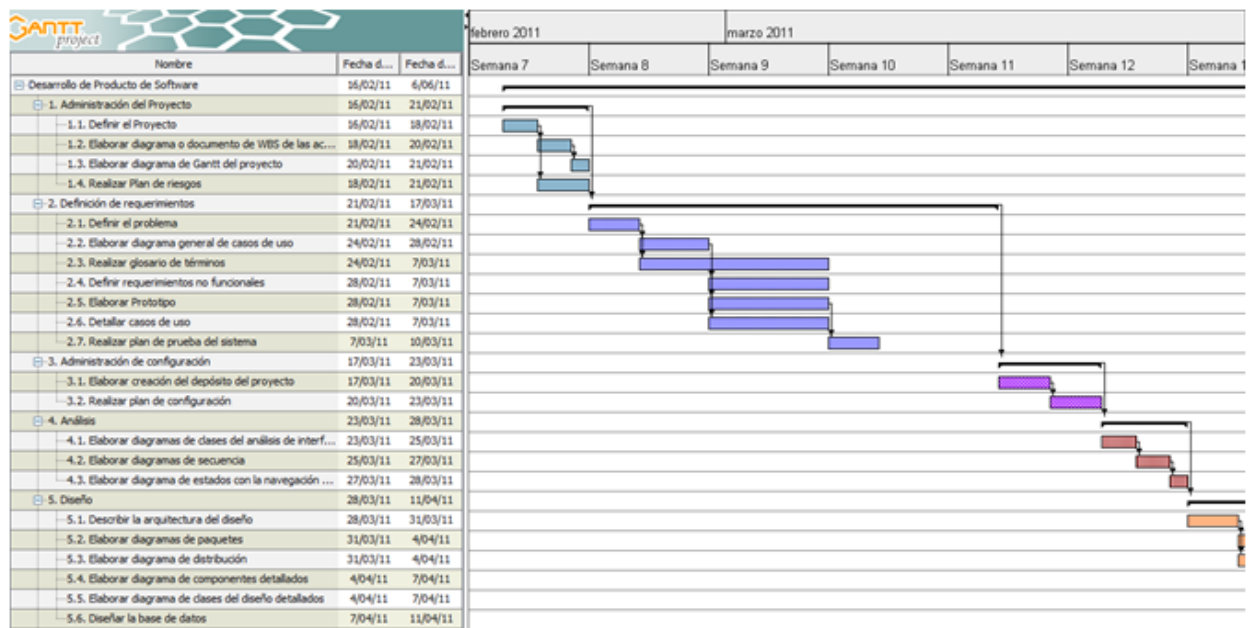 GANTT
project
febrero 2011 marzo 2011
Nombre Fecha d... Fecha d... Semana 7 Semana 8 Semana 9 Semana 10 Semana 11 Semana 12 Semana 1
Desarrollo de Producto de Software 16/02/11 6/06/11
1. Administración del Proyecto 16/02/11 21/02/11
1.1. Definir el Proyecto 16/02/11 18/02/11
1.2. Elaborar diagrama o documento de WBS de las ac... 18/02/11 20/02/11
1.3. Elaborar diagrama de Gantt del proyecto 20/02/11 21/02/11
1.4. Realizar Plan de riesgos 18/02/11 21/02/11
2. Definición de requerimientos 21/02/11 17/03/11
2.1. Definir el problema 21/02/11 24/02/11
2.2. Elaborar diagrama general de casos de uso 24/02/11 28/02/11
2.3. Realizar glosario de términos 24/02/11 7/03/11
2.4. Definir requerimientos no funcionales 28/02/11 7/03/11
2.5. Elaborar Prototipo 28/02/11 7/03/11
2.6. Detallar casos de uso 28/02/11 7/03/11
2.7. Realizar plan de prueba del sistema 7/03/11 10/03/11
3. Administración de configuración 17/03/11 23/03/11
3.1. Elaborar creación del depósito del proyecto 17/03/11 20/03/11
3.2. Realizar plan de configuración 20/03/11 23/03/11
4. Análisis 23/03/11 28/03/11
4.1. Elaborar diagramas de clases del análisis de interf... 23/03/11 25/03/11
4.2. Elaborar diagramas de secuencia 25/03/11 27/03/11
4.3. Elaborar diagrama de estados con la navegación ... 27/03/11 28/03/11
5. Diseño 28/03/11 11/04/11
5.1. Describir la arquitectura del diseño 28/03/11 31/03/11
5.2. Elaborar diagramas de paquetes 31/03/11 4/04/11
5.3. Elaborar diagrama de distribución 31/03/11 4/04/11
5.4. Elaborar diagrama de componentes detallados 4/04/11 7/04/11
5.5. Elaborar diagrama de clases del diseño detallados 4/04/11 7/04/11
5.6. Diseñar la base de datos 7/04/11 11/04/11